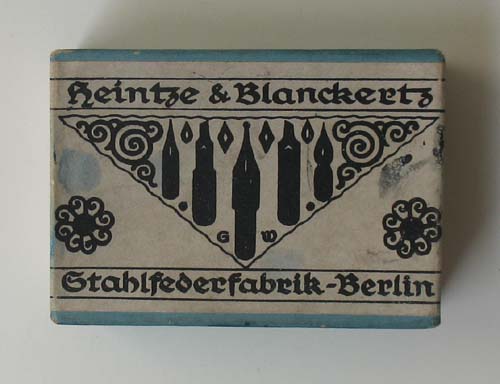 Heintze & Blanckertz
G W
Stahlfederfabrik-Berlin